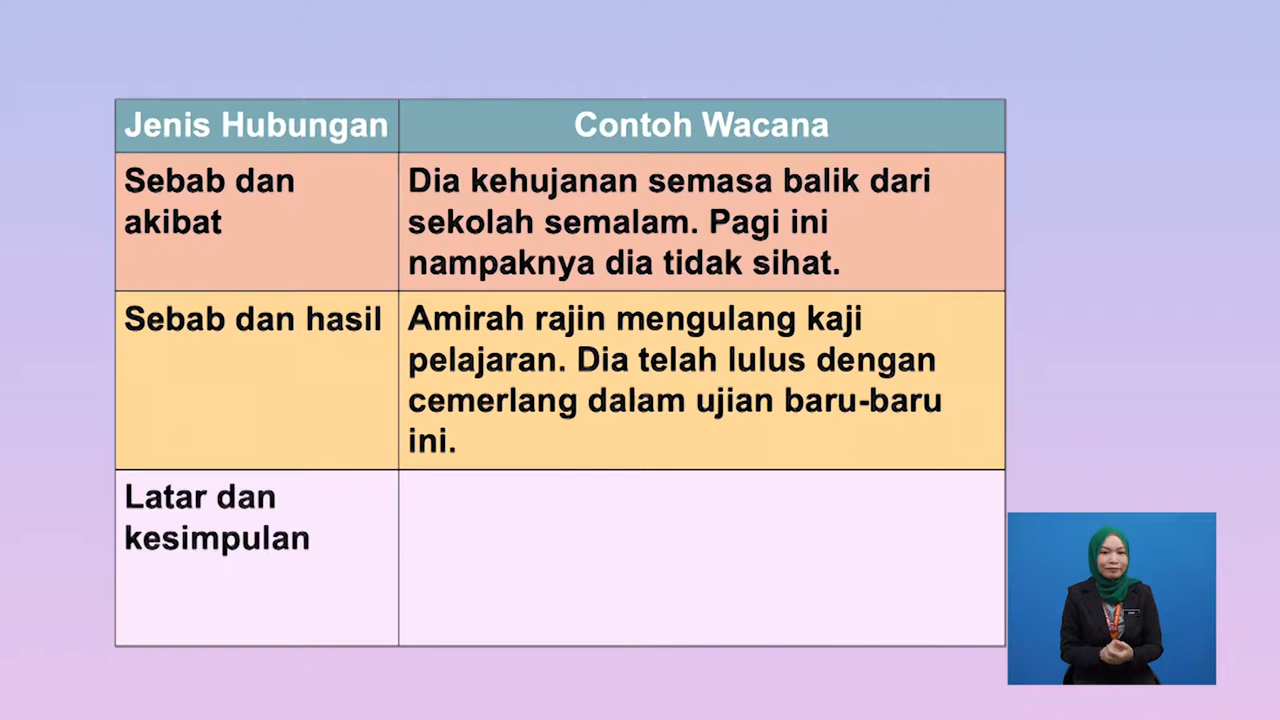 Jenis Hubungan
Contoh Wacana
Sebab dan
akibat
Dia kehujanan semasa balik dari
sekolah semalam. Pagi ini
nampaknya dia tidak sihat.
Sebab dan hasil
Amirah rajin mengulang kaji
pelajaran. Dia telah lulus dengan
cemerlang dalam ujian baru-baru
ini.
Latar dan
kesimpulan